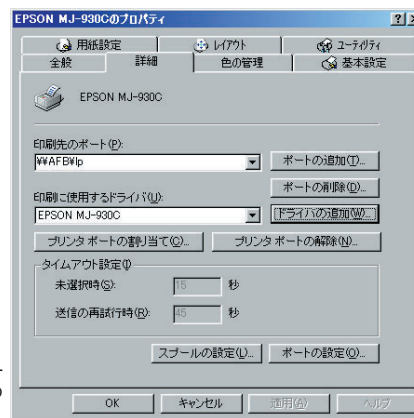 EPSON MJ-930Cのプロパティ
用紙設定 レイアウト ユーティリティ
全般 詳細 色の管理 基本設定
EPSON MJ-930C
印刷先のポート(P):
¥¥AFB¥lp
ポートの追加(T)...
ポートの削除(D)...
印刷に使用するドライバ(U):
EPSON MJ-930C
ドライバの追加(W)...
プリンタ ポートの割り当て(C)... プリンタ ポートの解除(N)...
タイムアウト設定
未選択時(S): 15 秒
送信の再試行時(R): 45 秒
スプールの設定(L)... ポートの設定(O)...
OK キャンセル 適用(A) ヘルプ